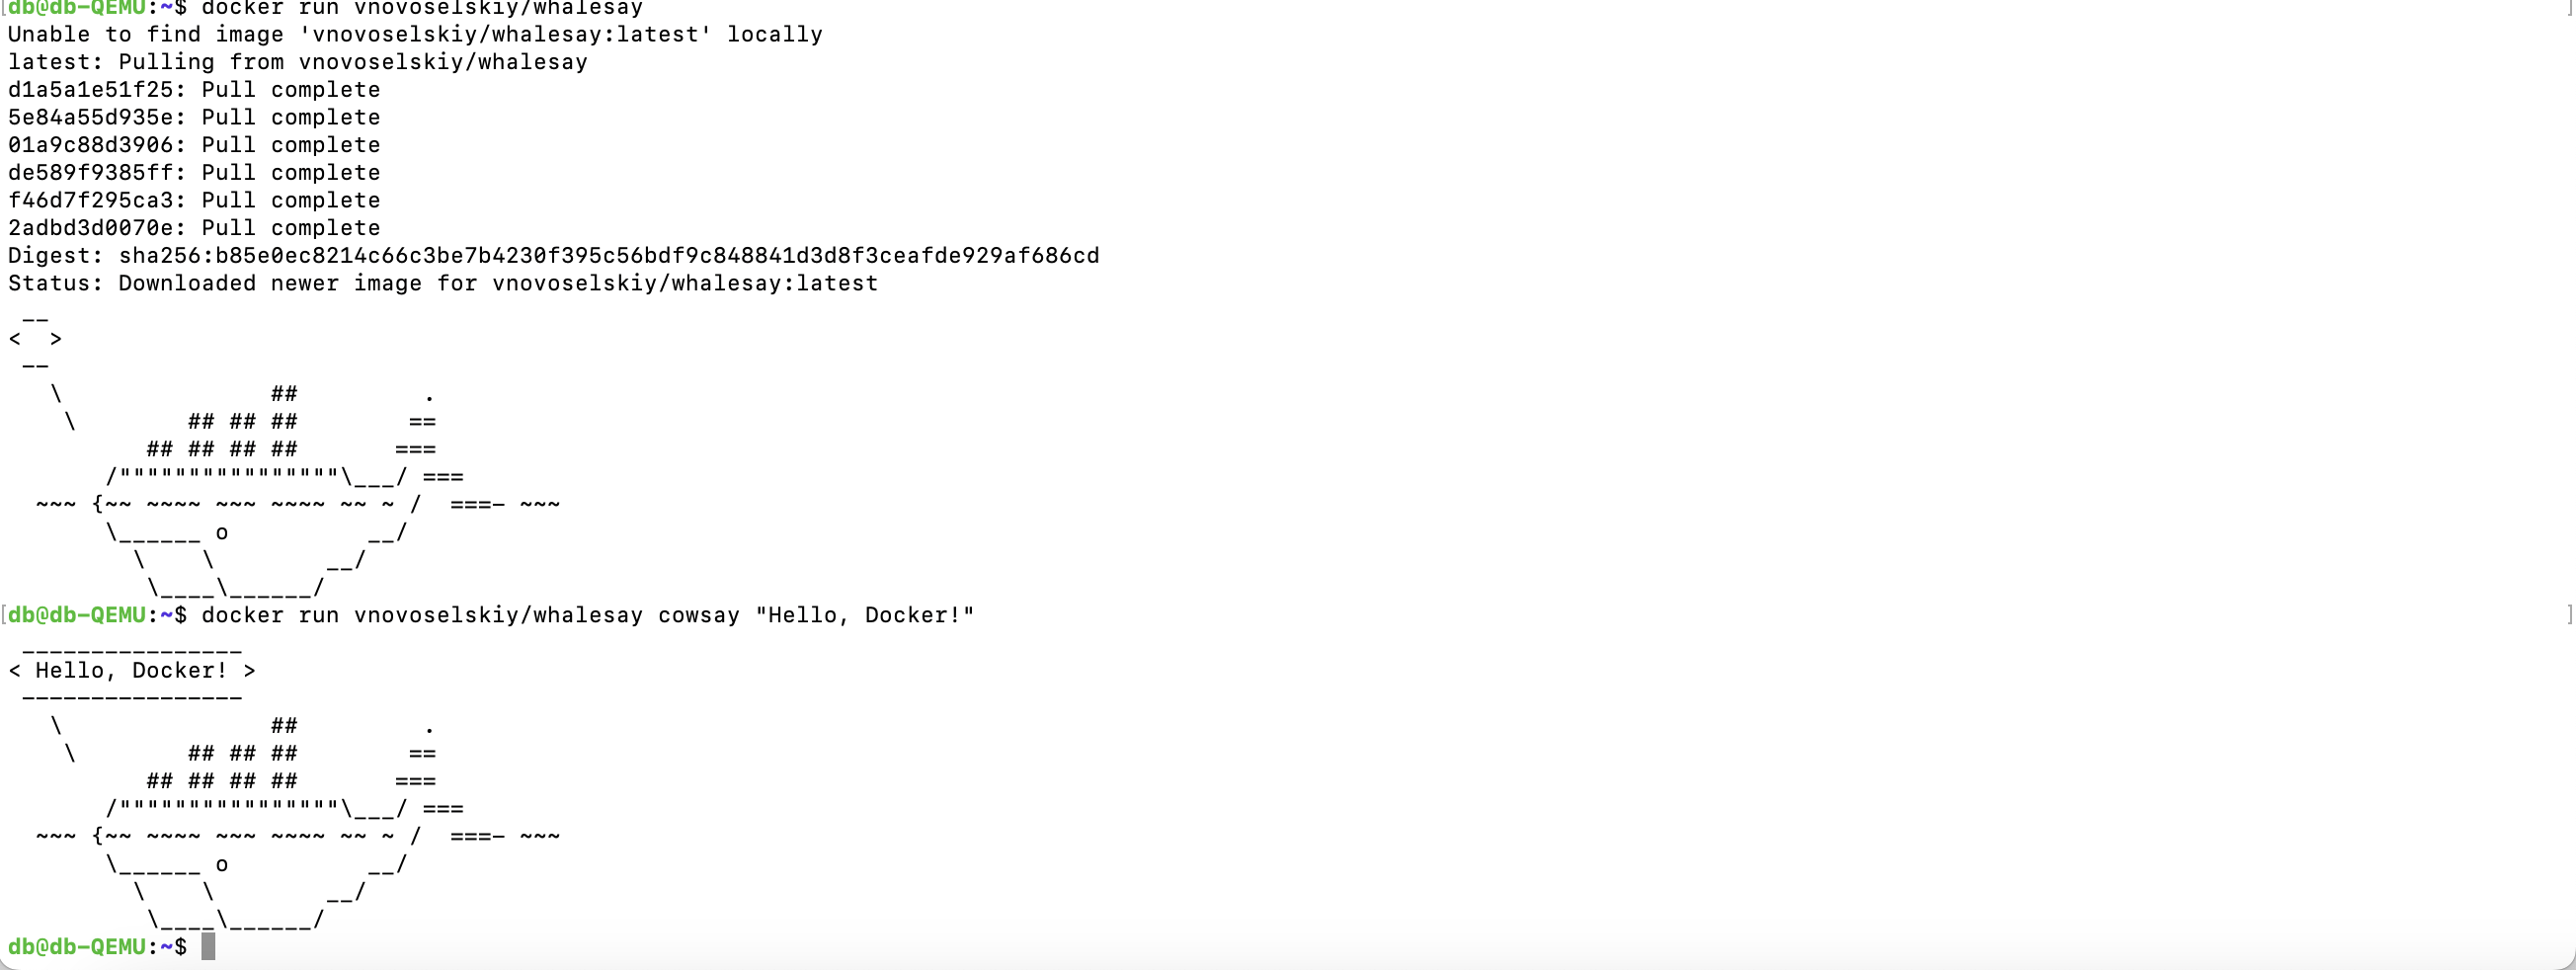 [db@db-QEMU:~$ docker run vnovoselskiy/whalesay ]
Unable to find image 'vnovoselskiy/whalesay:latest' locally
latest: Pulling from vnovoselskiy/whalesay
d1a5a1e51f25: Pull complete
5e84a55d935e: Pull complete
01a9c88d3906: Pull complete
de589f9385ff: Pull complete
f46d7f295ca3: Pull complete
2adbd3d0070e: Pull complete
Digest: sha256:b85e0ec8214c66c3be7b4230f395c56bdf9c848841d3d8f3ceafde929af686cd
Status: Downloaded newer image for vnovoselskiy/whalesay:latest
 __
<  >
 --
   \               ##         .
    \        ## ## ##        ==
          ## ## ## ##       ===
       /""""""""""""""""\___/ ===
  ~~~ {~~ ~~~~ ~~~ ~~~~ ~~ ~ /  ===- ~~~
       \______ o          __/
         \    \        __/
          \____\______/
[db@db-QEMU:~$ docker run vnovoselskiy/whalesay cowsay "Hello, Docker!" ]
 ________________
< Hello, Docker! >
 ----------------
   \               ##         .
    \        ## ## ##        ==
          ## ## ## ##       ===
       /""""""""""""""""\___/ ===
  ~~~ {~~ ~~~~ ~~~ ~~~~ ~~ ~ /  ===- ~~~
       \______ o          __/
         \    \        __/
          \____\______/
db@db-QEMU:~$